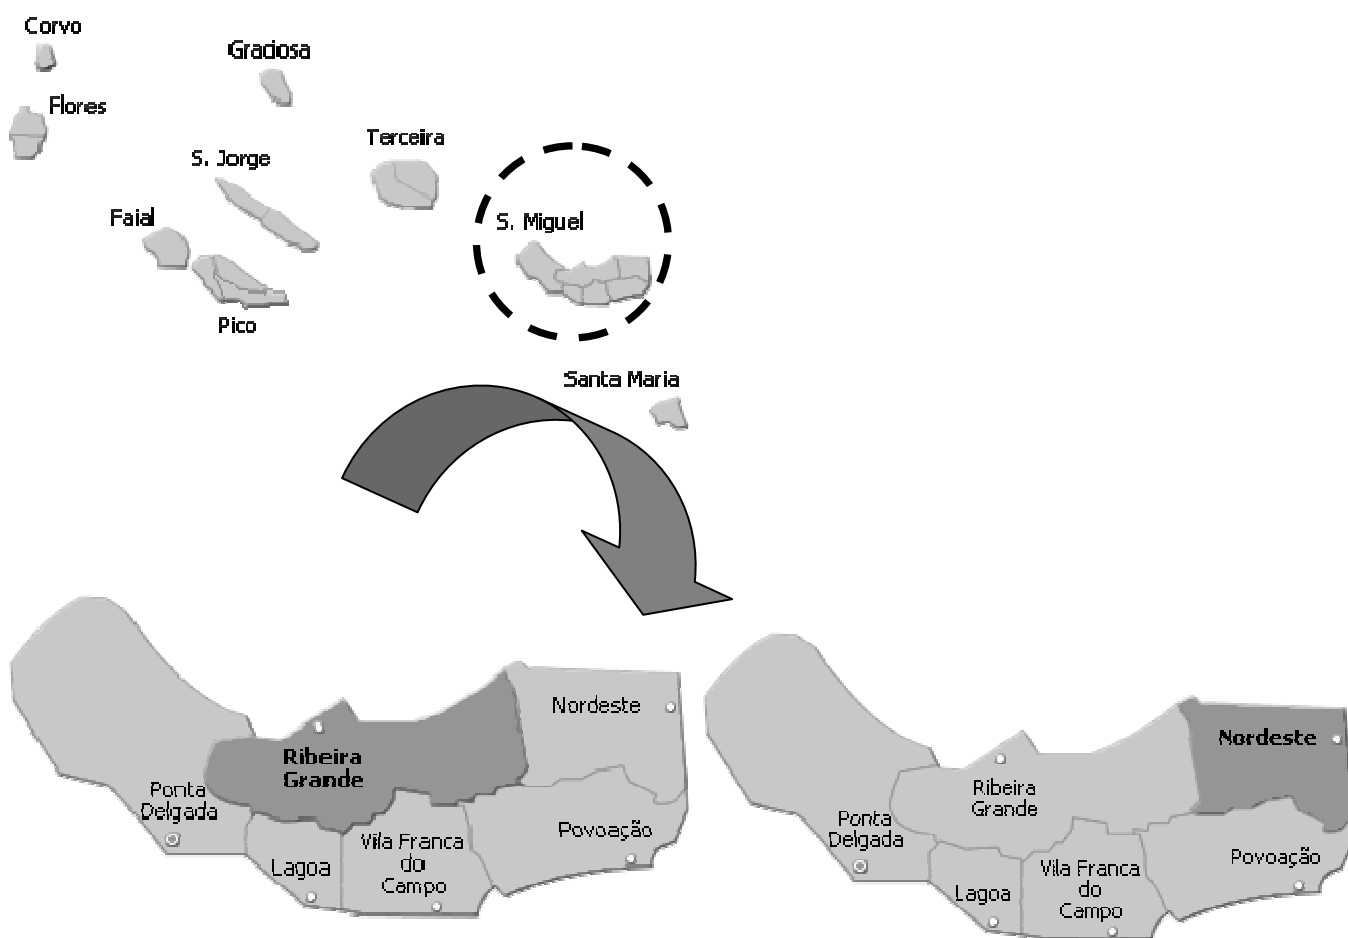 Corvo
Graciosa
Flores
Terceira
S. Jorge
Faial
S. Miguel
Pico
Santa Maria
Nordeste
Ribeira
Grande
Ponta
Delgada
Povoação
Vila Franca
do
Campo
Lagoa
Nordeste
Ribeira
Grande
Ponta
Delgada
Povoação
Vila Franca
do
Campo
Lagoa